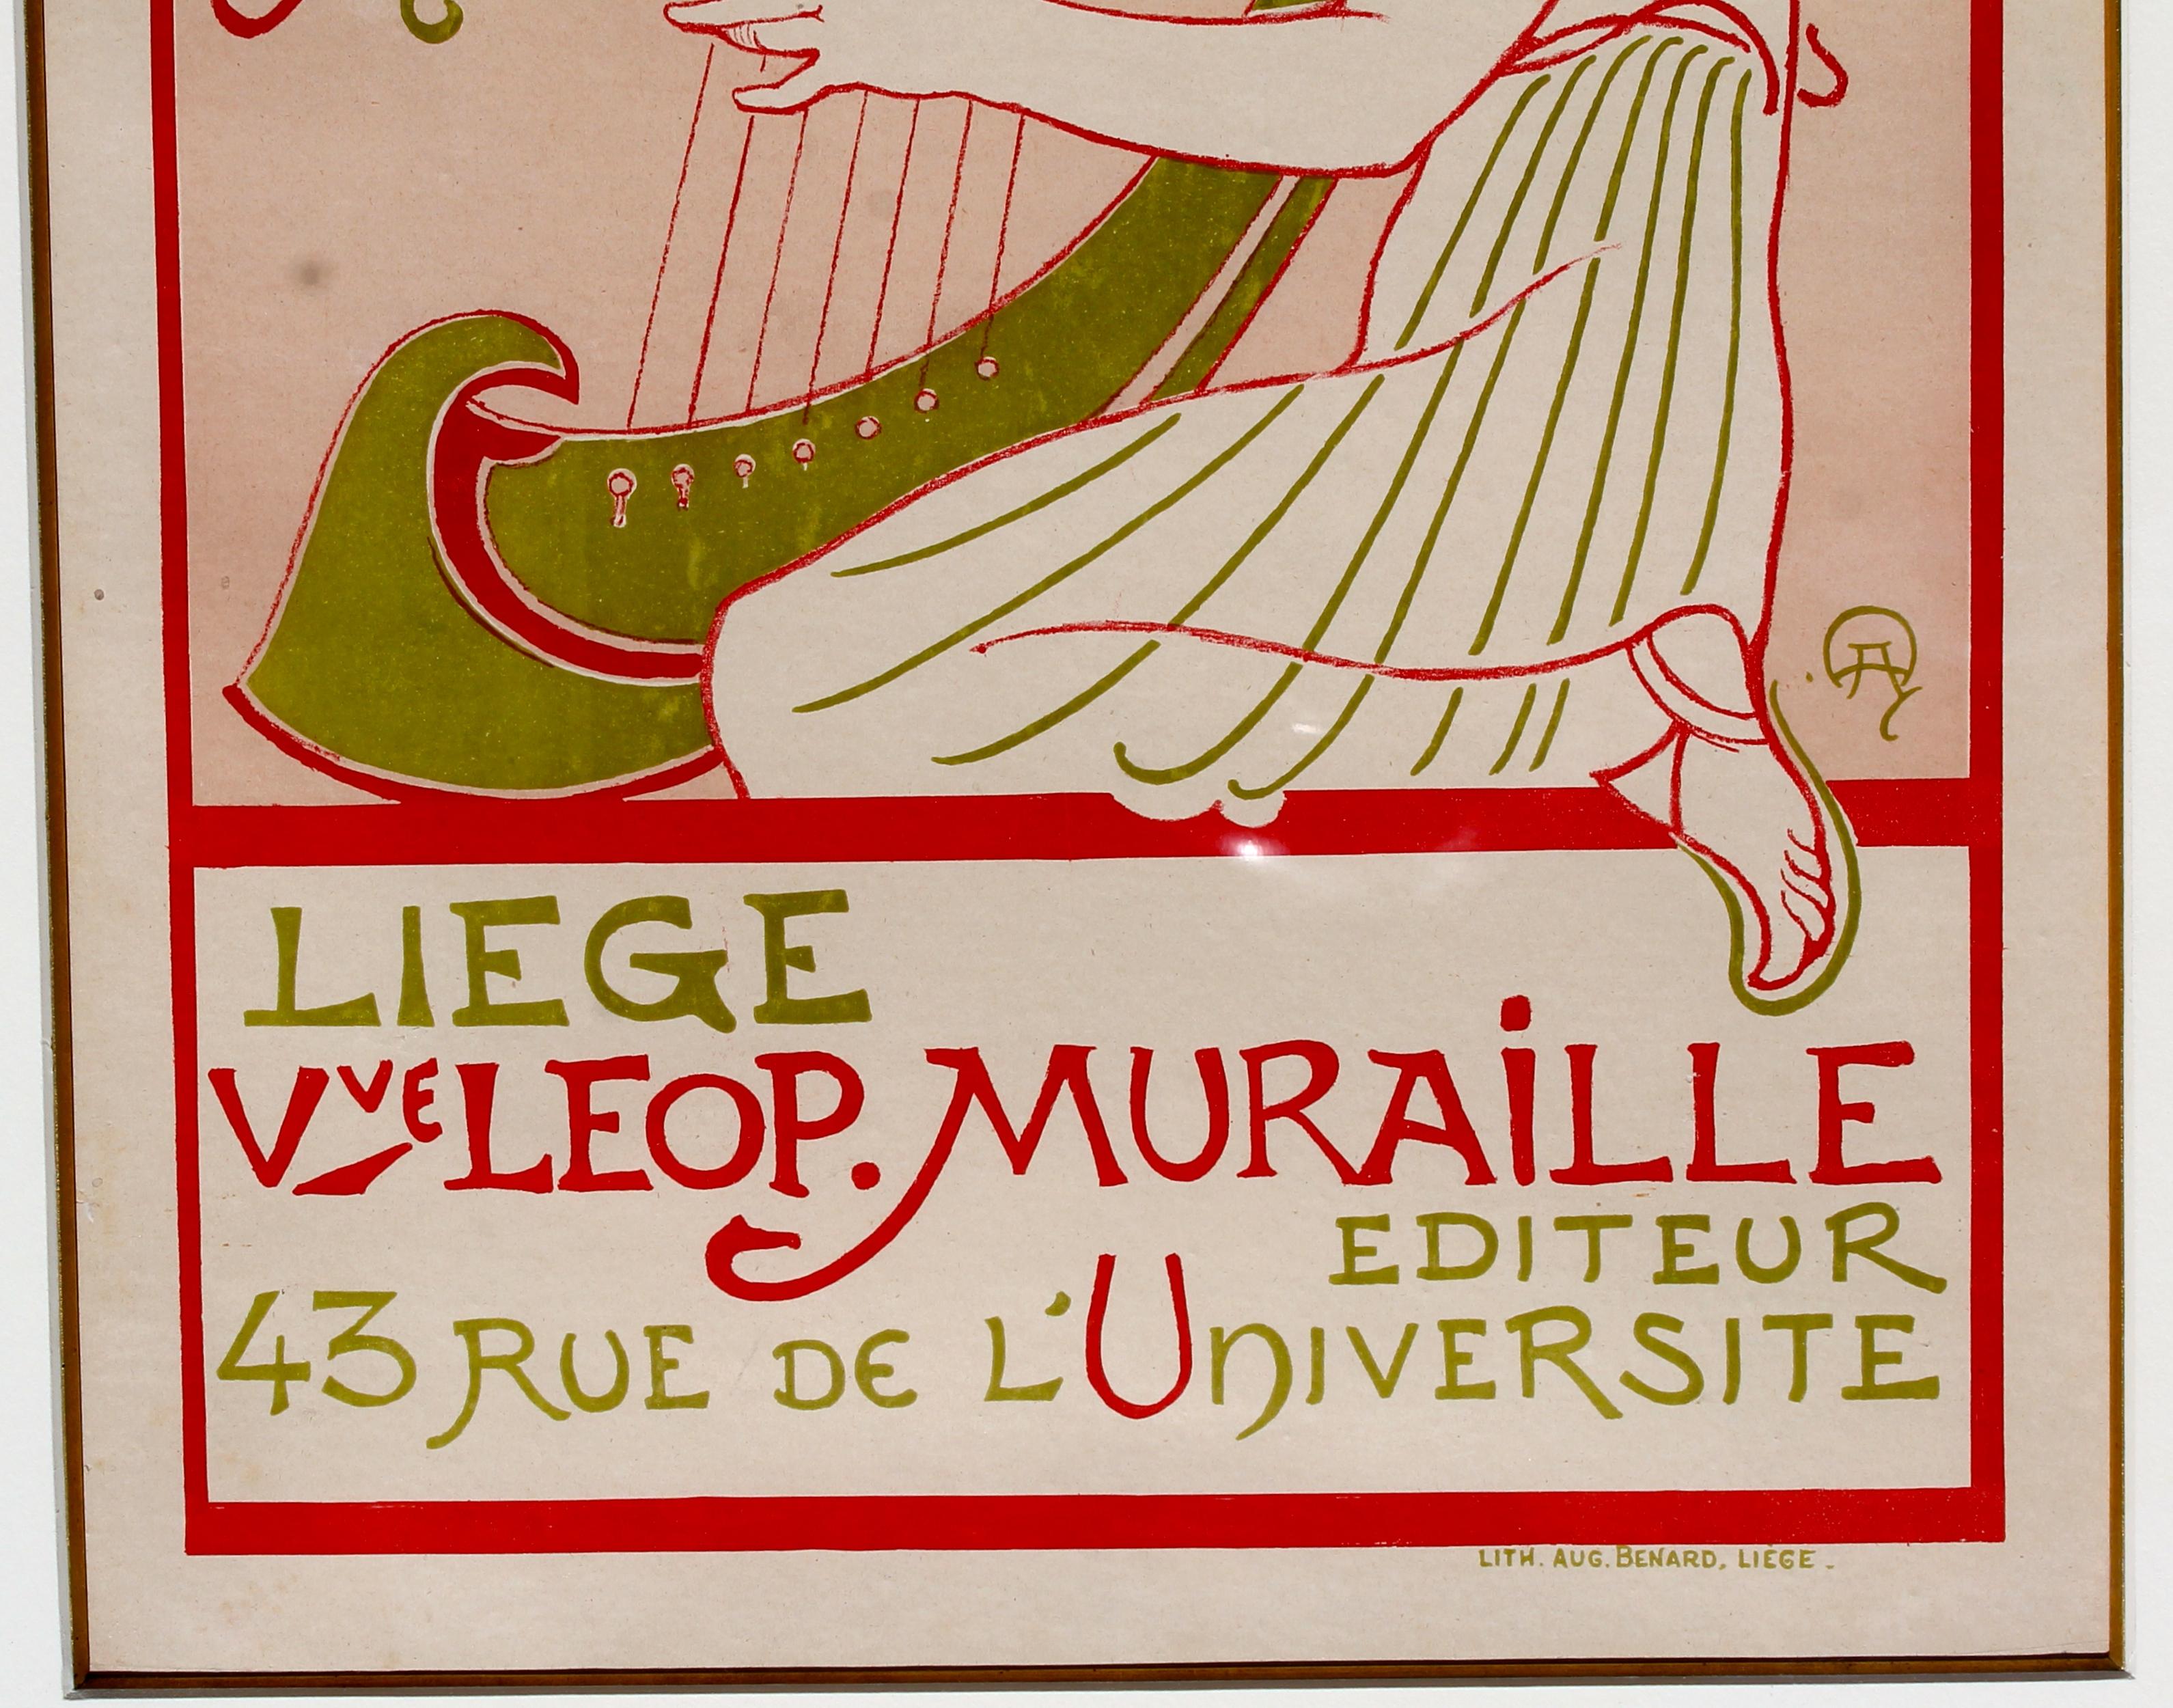 LIEGE
Vve LEOP. MURAiLLE
EDITEUR
43 RUE DE L'UNIVERSITE
LITH. AUG. BENARD, LIÈGE.